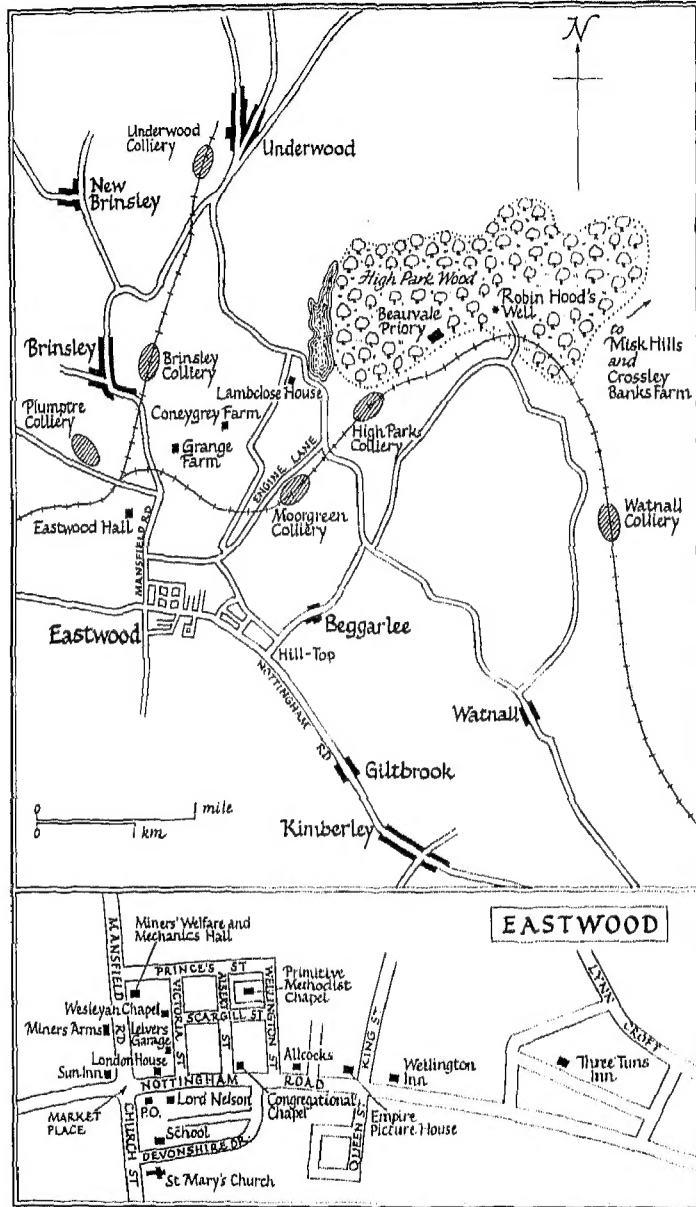 N
Underwood
Colliery
Underwood
New
Brinsley
High Park Wood
Robin Hood's
Well
Beauvale
Priory
to
Misk Hills
and
Crossley
Banks Farm
Brinsley
Brinsley
Colliery
Lambclose House
Plumptre
Colliery
Coneygrey Farm
Grange
Farm
High Park
Colliery
ENGINE LANE
Moorgreen
Colliery
Watnall
Colliery
Eastwood Hall
MANSFIELD RD
Eastwood
Beggarlee
Hill-Top
NOTTINGHAM RD
Watnall
Giltbrook
Kimberley
0 1 mile
0 1 km
EASTWOOD
MANSFIELD RD
Miners' Welfare and
Mechanics Hall
PRINCE'S ST
Primitive
Methodist
Chapel
Wesleyan Chapel
VICTORIA ST
ALBERT ST
WELLINGTON ST
SCARGILL ST
Miners Arms
Leivers
Garage
London House
Sun Inn
Allcocks
KING ST
Wellington
Inn
LYNN CROFT
Three Tuns
Inn
NOTTINGHAM ROAD
MARKET
PLACE
P.O.
Lord Nelson
Congregational
Chapel
Empire
Picture House
CHURCH ST
School
DEVONSHIRE DR.
QUEEN ST
St Mary's Church